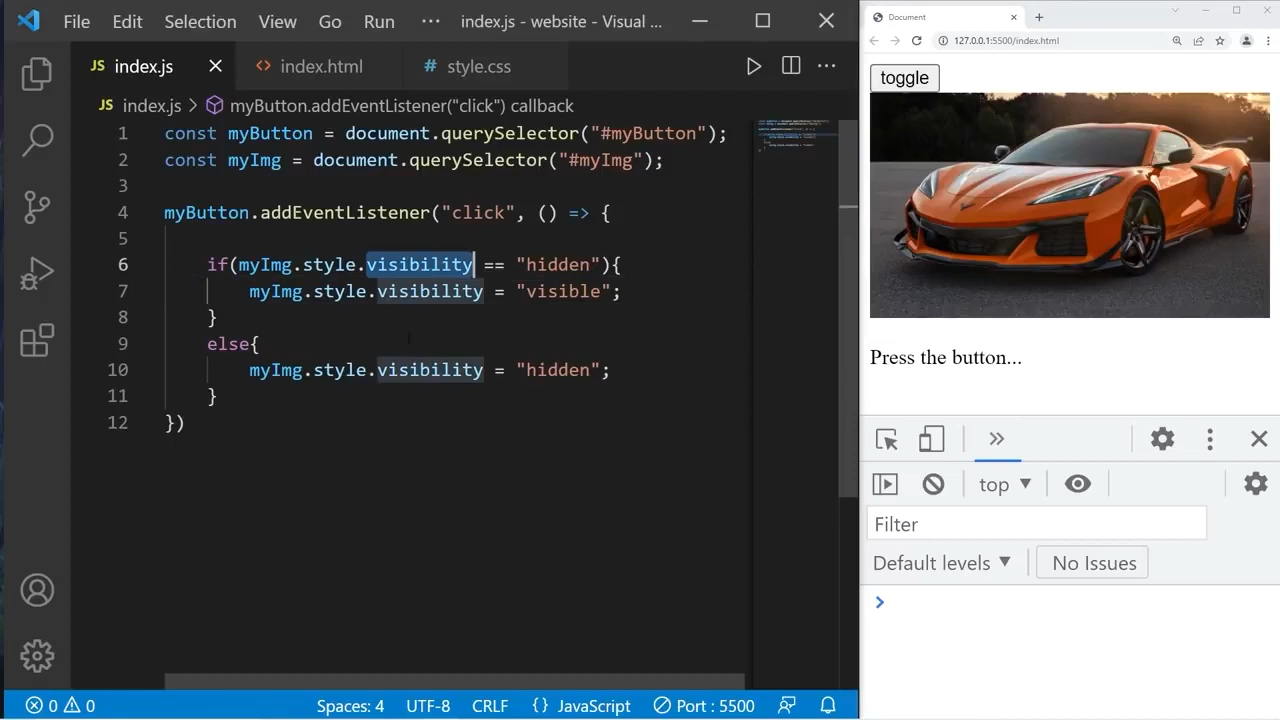 File Edit Selection View Go Run ··· index.js - website - Visual ...
JS index.js <> index.html # style.css
JS index.js > myButton.addEventListener("click") callback
1 const myButton = document.querySelector("#myButton");
2 const myImg = document.querySelector("#myImg");
3
4 myButton.addEventListener("click", () => {
5
6 if(myImg.style.visibility == "hidden"){
7 myImg.style.visibility = "visible";
8 }
9 else{
10 myImg.style.visibility = "hidden";
11 }
12 })
0 0 Spaces: 4 UTF-8 CRLF {} JavaScript Port : 5500
Document
127.0.0.1:5500/index.html
toggle
Press the button...
top
Filter
Default levels No Issues